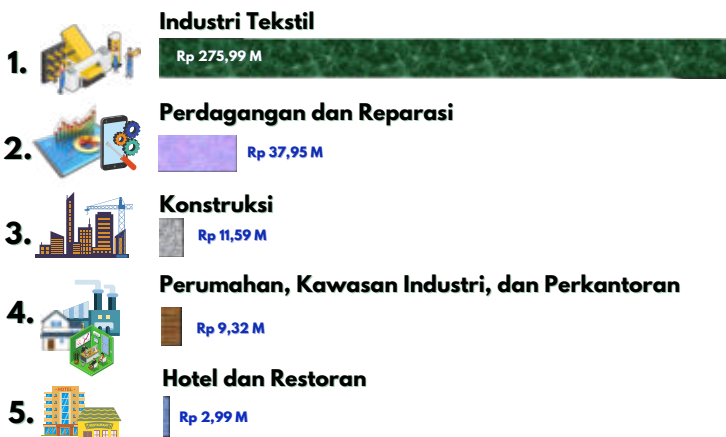 1.
Industri Tekstil
Rp 275,99 M
2.
Perdagangan dan Reparasi
Rp 37,95 M
3.
Konstruksi
Rp 11,59 M
4.
Perumahan, Kawasan Industri, dan Perkantoran
Rp 9,32 M
5.
Hotel dan Restoran
Rp 2,99 M
HOTEL